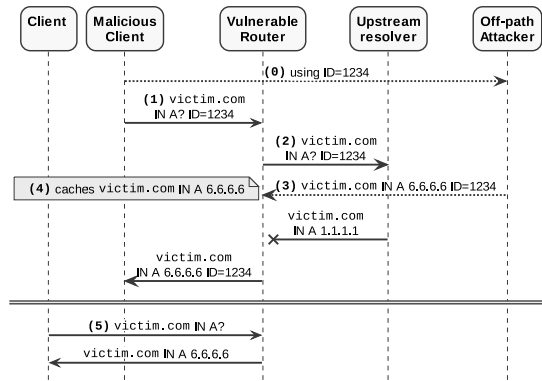 Client
Malicious
Client
Vulnerable
Router
Upstream
resolver
Off-path
Attacker
(0) using ID=1234
(1) victim.com
IN A? ID=1234
(2) victim.com
IN A? ID=1234
(4) caches victim.com IN A 6.6.6.6
(3) victim.com IN A 6.6.6.6 ID=1234
victim.com
IN A 1.1.1.1
victim.com
IN A 6.6.6.6 ID=1234
(5) victim.com IN A?
victim.com IN A 6.6.6.6